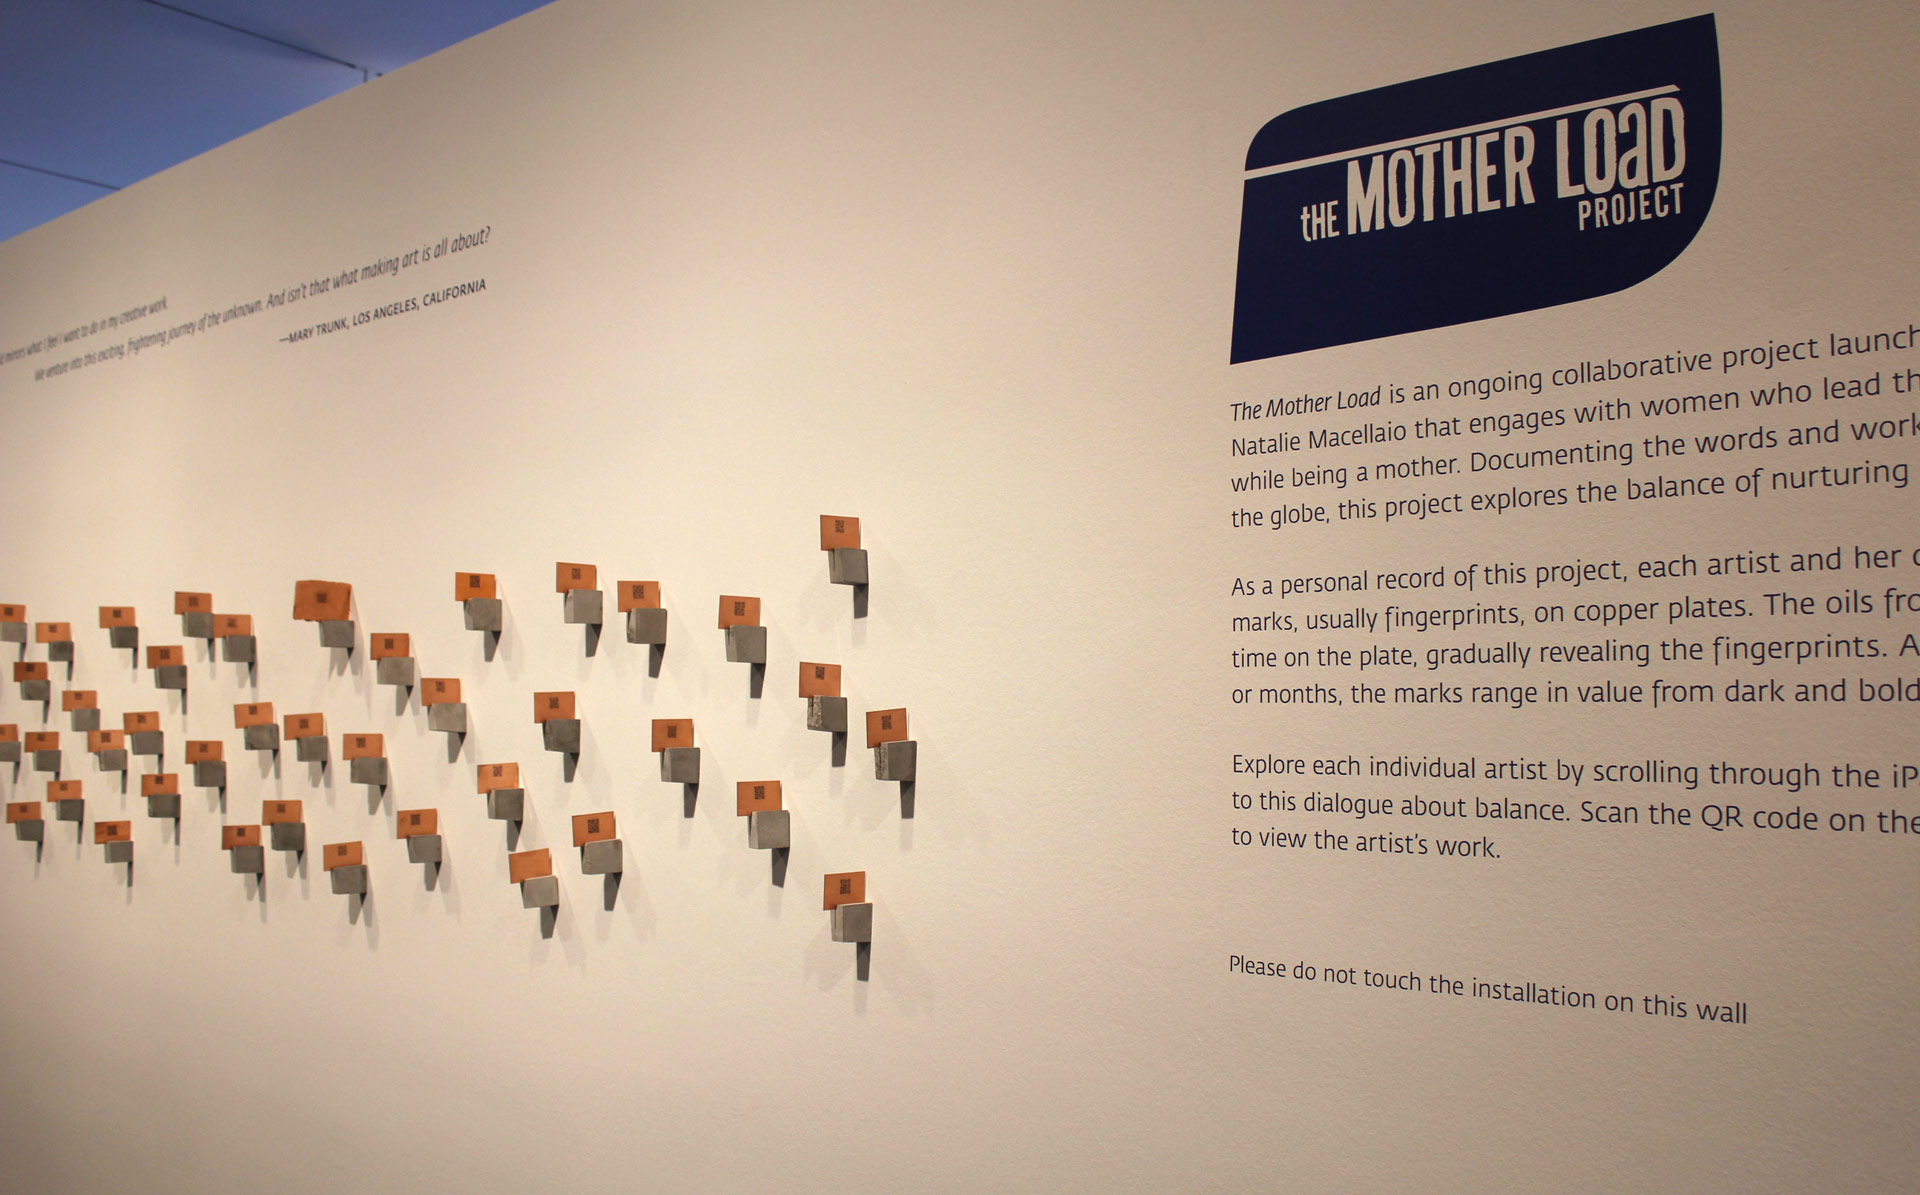 mirrors what I feel I want to do in my creative work.
We venture into this exciting, frightening journey of the unknown. And isn't that what making art is all about?
—MARY TRUNK, LOS ANGELES, CALIFORNIA
tHE MOTHER LOaD
PROJECT
The Mother Load is an ongoing collaborative project launch
Natalie Macellaio that engages with women who lead th
while being a mother. Documenting the words and work
the globe, this project explores the balance of nurturing
As a personal record of this project, each artist and her c
marks, usually fingerprints, on copper plates. The oils fro
time on the plate, gradually revealing the fingerprints. A
or months, the marks range in value from dark and bold
Explore each individual artist by scrolling through the iP
to this dialogue about balance. Scan the QR code on the
to view the artist's work.
Please do not touch the installation on this wall